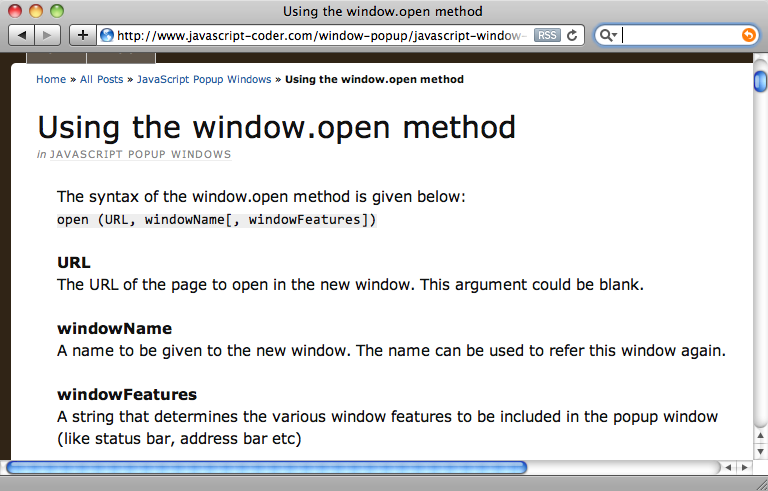 Using the window.open method
http://www.javascript-coder.com/window-popup/javascript-window- RSS
Home » All Posts » JavaScript Popup Windows » Using the window.open method
Using the window.open method
in JAVASCRIPT POPUP WINDOWS
The syntax of the window.open method is given below:
open (URL, windowName[, windowFeatures])
URL
The URL of the page to open in the new window. This argument could be blank.
windowName
A name to be given to the new window. The name can be used to refer this window again.
windowFeatures
A string that determines the various window features to be included in the popup window
(like status bar, address bar etc)